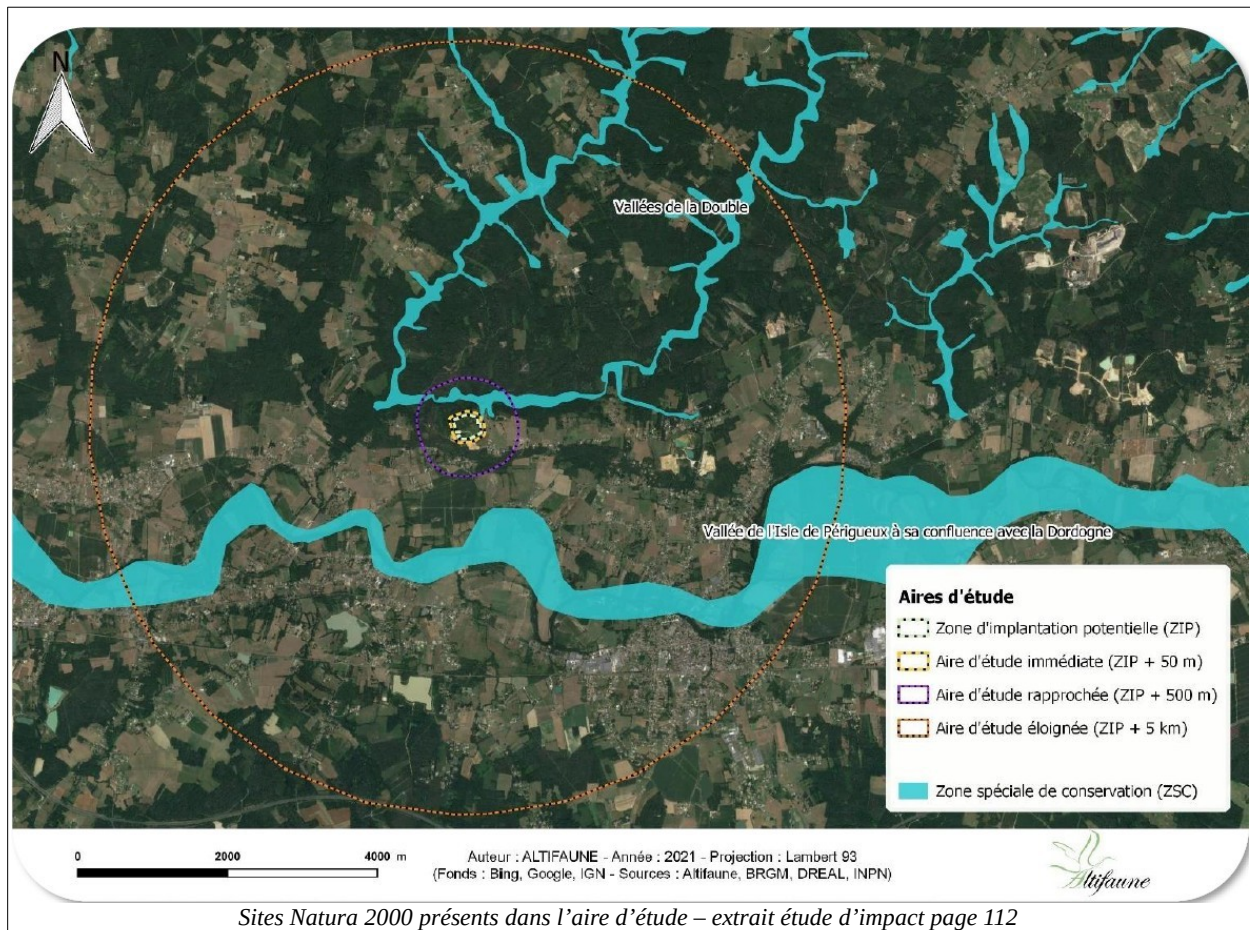 N
Vallées de la Double
Vallée de l'Isle de Périgueux à sa confluence avec la Dordogne
Aires d'étude
Zone d'implantation potentielle (ZIP)
Aire d'étude immédiate (ZIP + 50 m)
Aire d'étude rapprochée (ZIP + 500 m)
Aire d'étude éloignée (ZIP + 5 km)
Zone spéciale de conservation (ZSC)
0 2000 4000 m
Auteur : ALTIFAUNE - Année : 2021 - Projection : Lambert 93
(Fonds : Bing, Google, IGN - Sources : Altifaune, BRGM, DREAL, INPN)
Altifaune
Sites Natura 2000 présents dans l'aire d'étude – extrait étude d'impact page 112